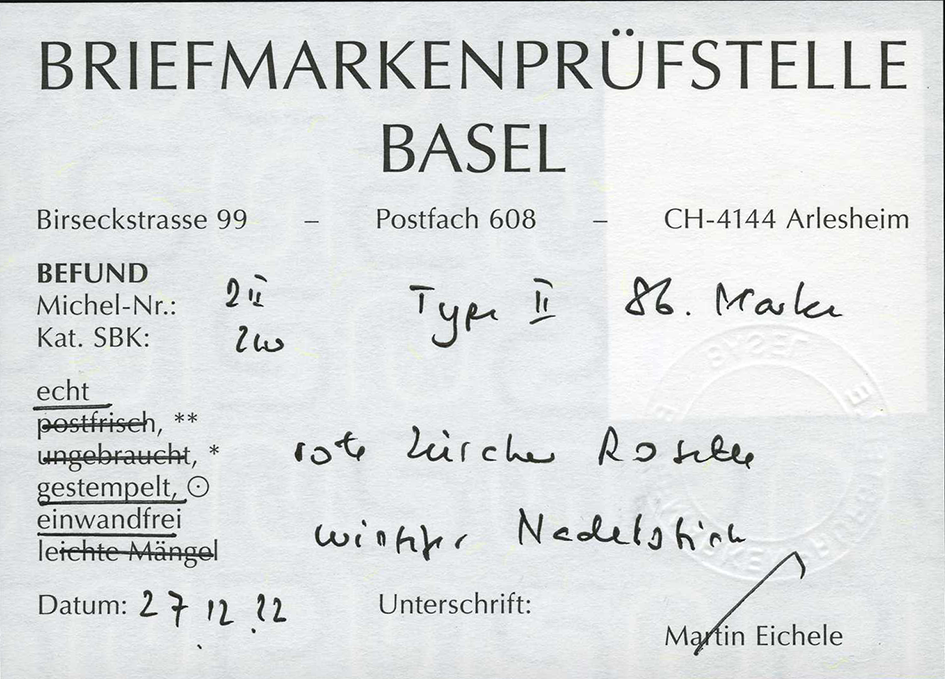 BRIEFMARKENPRÜFSTELLE
BASEL
Birseckstrasse 99 – Postfach 608 – CH-4144 Arlesheim
BEFUND
Michel-Nr.: 2 II Type II 86. Marke
Kat. SBK: 2W
echt
postfrisch, **
ungebraucht, * rote Zürcher Rosette
gestempelt, ⊙
einwandfrei winziger Nadelstich
leichte Mängel
Datum: 27.12.22 Unterschrift:
Martin Eichele
BASEL